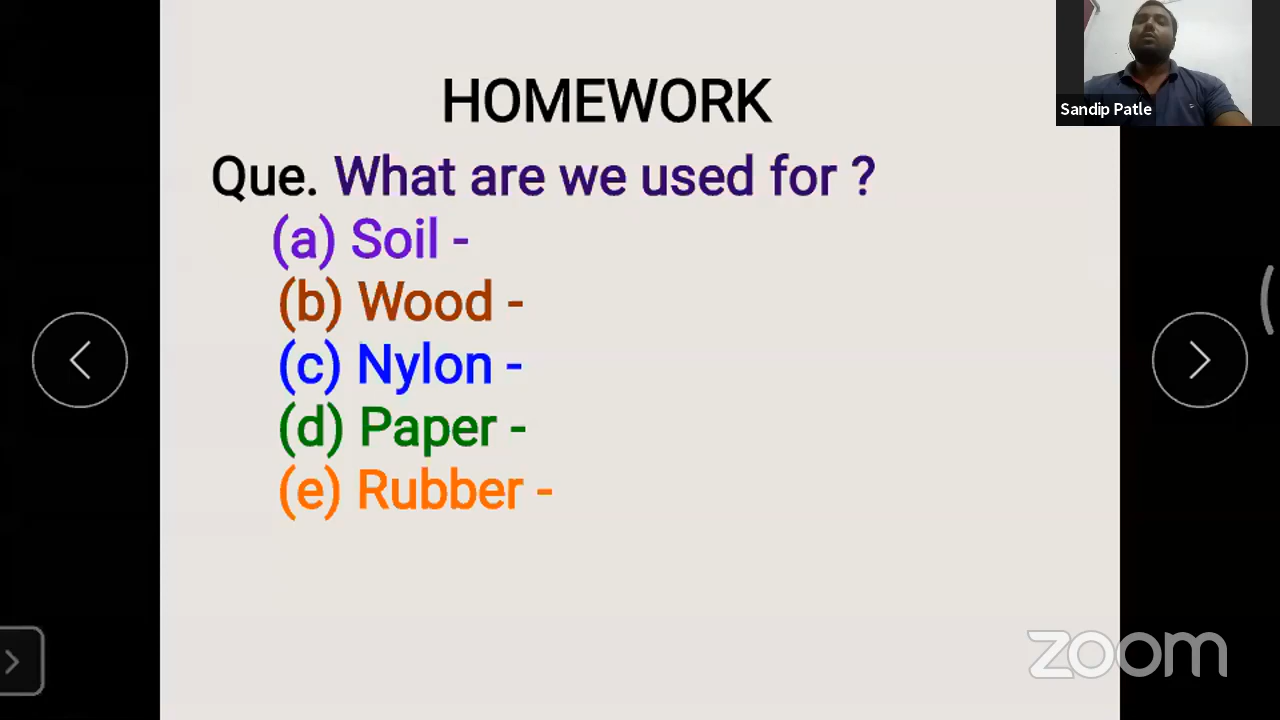 HOMEWORK
Que. What are we used for ?
(a) Soil -
(b) Wood -
(c) Nylon -
(d) Paper -
(e) Rubber -
Sandip Patle
zoom